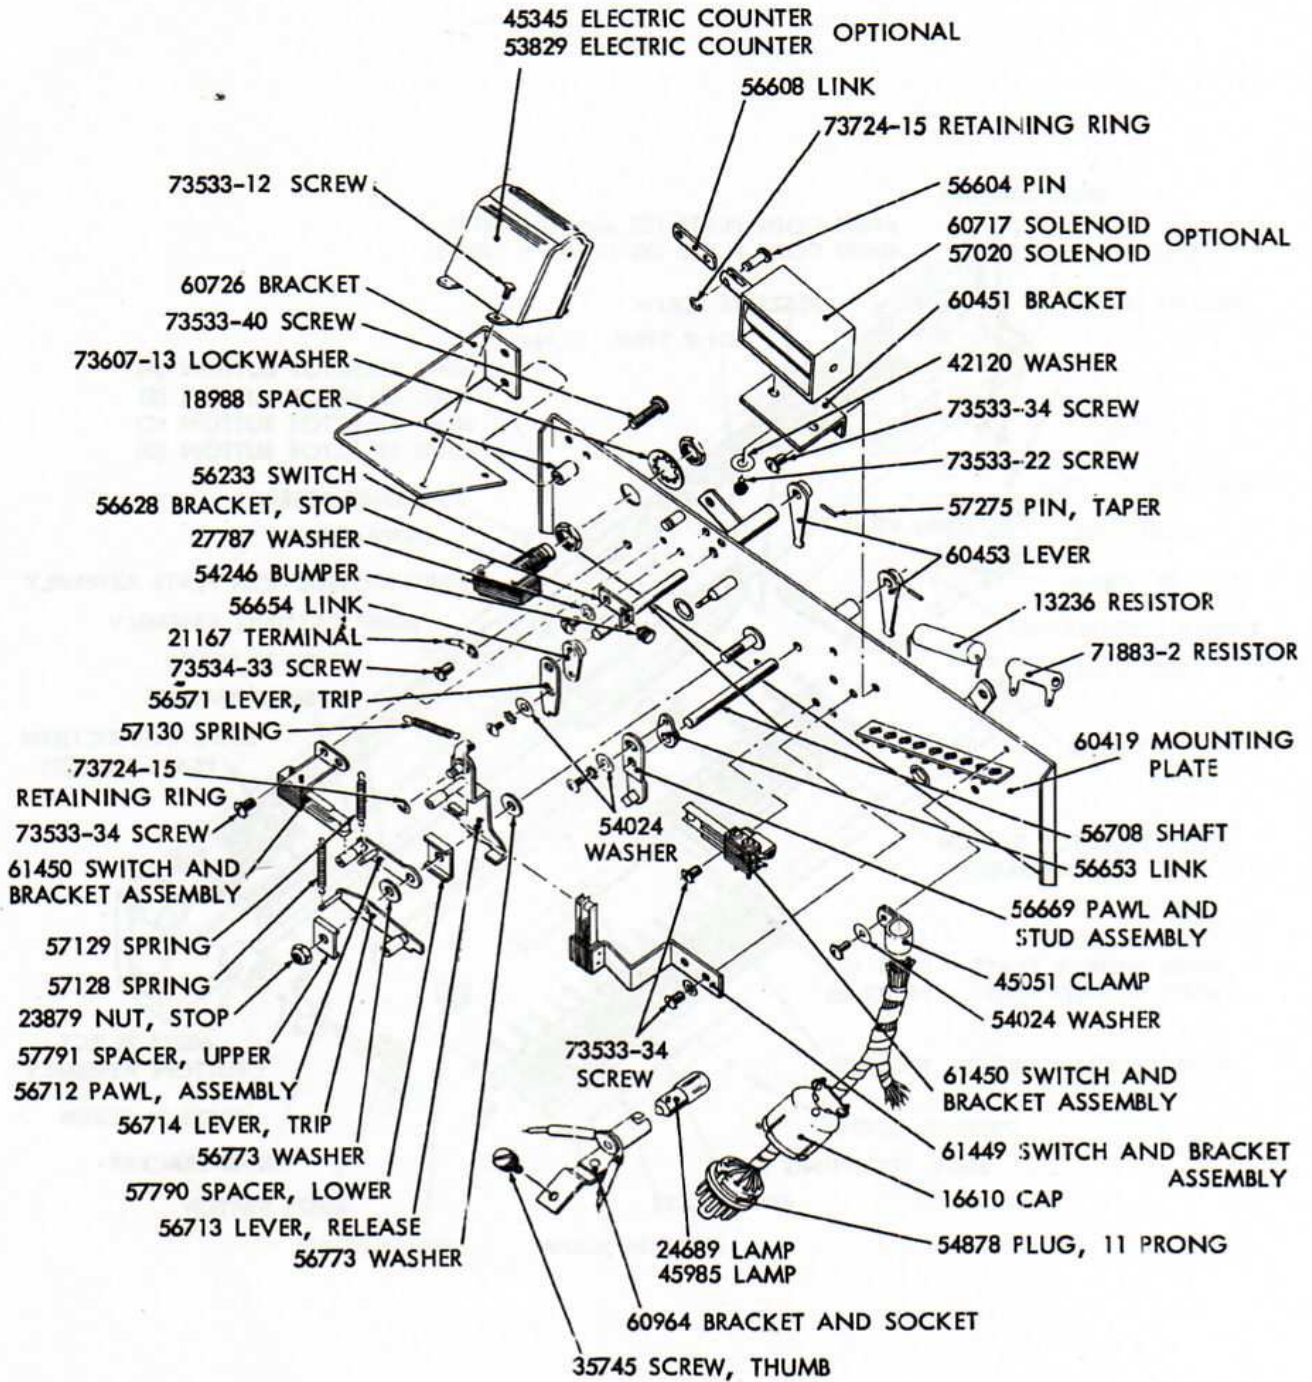 45345 ELECTRIC COUNTER
53829 ELECTRIC COUNTER
OPTIONAL
56608 LINK
73724-15 RETAINING RING
73533-12 SCREW
56604 PIN
60717 SOLENOID
57020 SOLENOID
OPTIONAL
60726 BRACKET
60451 BRACKET
73533-40 SCREW
73607-13 LOCKWASHER
42120 WASHER
18988 SPACER
73533-34 SCREW
56233 SWITCH
73533-22 SCREW
56628 BRACKET, STOP
57275 PIN, TAPER
27787 WASHER
60453 LEVER
54246 BUMPER
56654 LINK
13236 RESISTOR
21167 TERMINAL
73534-33 SCREW
71883-2 RESISTOR
56571 LEVER, TRIP
57130 SPRING
60419 MOUNTING
PLATE
73724-15
RETAINING RING
73533-34 SCREW
54024
WASHER
56708 SHAFT
61450 SWITCH AND
BRACKET ASSEMBLY
56653 LINK
56669 PAWL AND
STUD ASSEMBLY
57129 SPRING
57128 SPRING
45051 CLAMP
23879 NUT, STOP
54024 WASHER
57791 SPACER, UPPER
73533-34
SCREW
56712 PAWL, ASSEMBLY
61450 SWITCH AND
BRACKET ASSEMBLY
56714 LEVER, TRIP
56773 WASHER
61449 SWITCH AND BRACKET
ASSEMBLY
57790 SPACER, LOWER
16610 CAP
56713 LEVER, RELEASE
56773 WASHER
24689 LAMP
45985 LAMP
54878 PLUG, 11 PRONG
60964 BRACKET AND SOCKET
35745 SCREW, THUMB